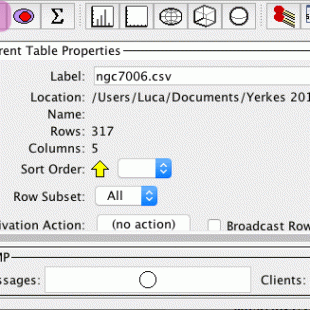 Σ
rent Table Properties
Label: ngc7006.csv
Location: /Users/Luca/Documents/Yerkes 201
Name:
Rows: 317
Columns: 5
Sort Order:
Row Subset: All
ivation Action: (no action) Broadcast Row
MP
ssages: Clients: